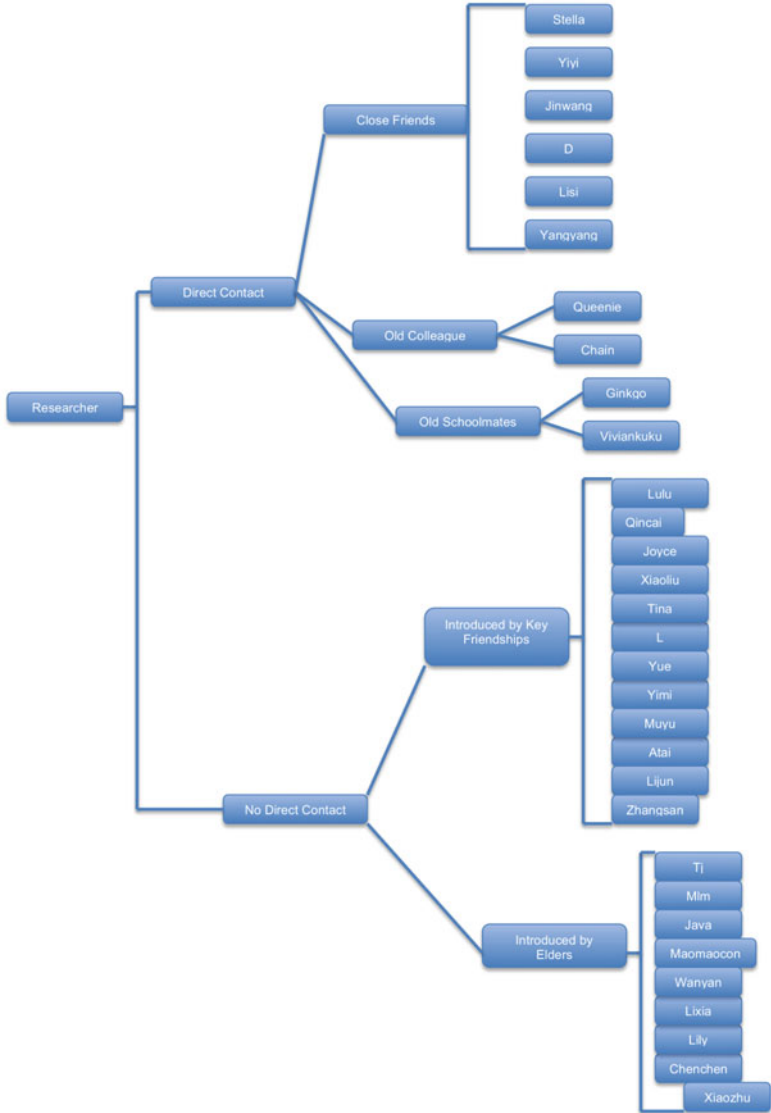 Stella
Yiyi
Jinwang
Close Friends
D
Lisi
Yangyang
Direct Contact
Queenie
Old Colleague
Chain
Ginkgo
Researcher
Old Schoolmates
Viviankuku
Lulu
Qincai
Joyce
Xiaoliu
Tina
Introduced by Key
Friendships
L
Yue
Yimi
Muyu
Atai
Lijun
No Direct Contact
Zhangsan
Tj
Mlm
Java
Introduced by
Elders
Maomaocon
Wanyan
Lixia
Lily
Chenchen
Xiaozhu